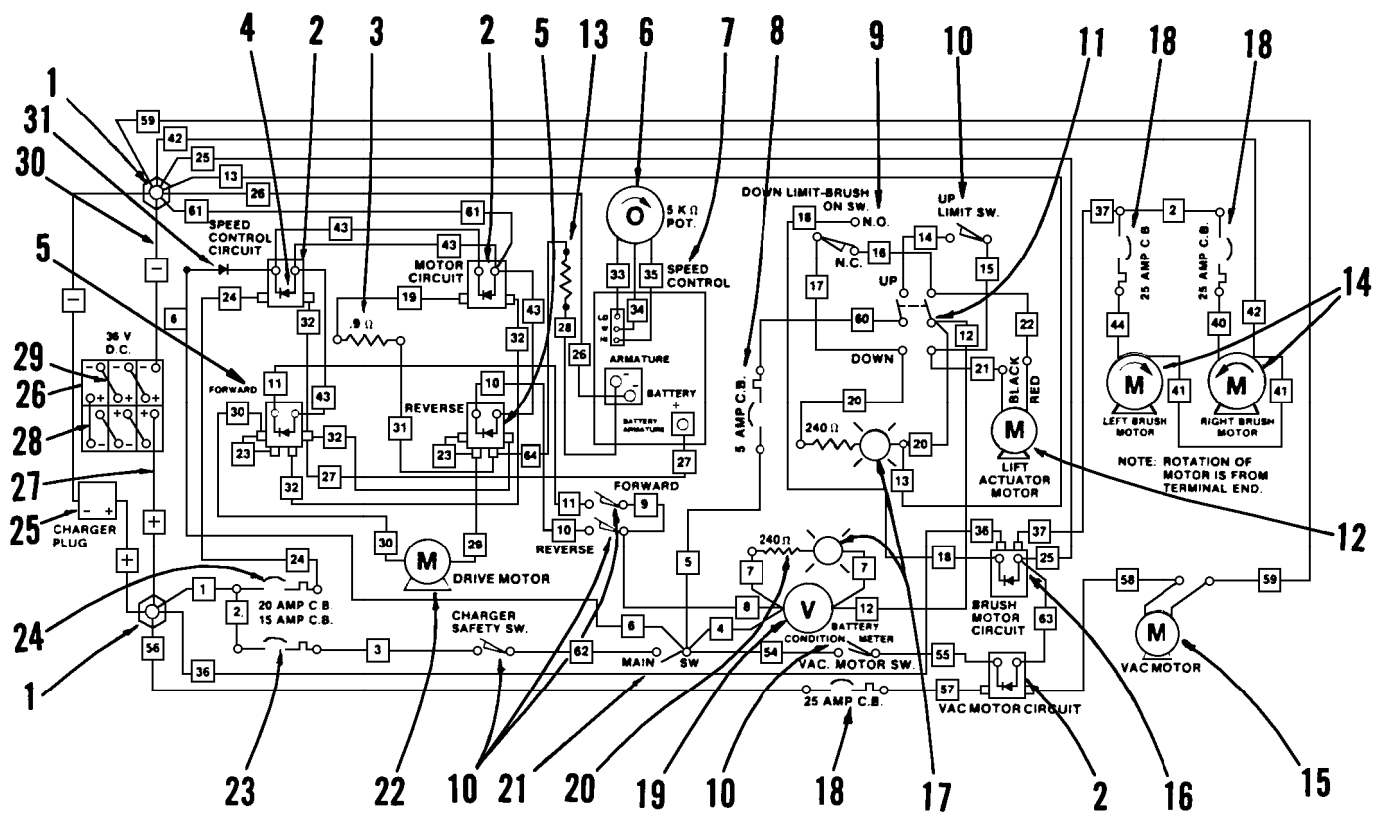 4 2 3 2 5 13 6 7 8 9 10 11 18 18
1
31
30
59
42
25
13
26
61
61
SPEED
CONTROL
CIRCUIT
43
43
MOTOR
CIRCUIT
5 K Ω
POT.
O
DOWN LIMIT-BRUSH
ON SW.
N.O.
18
N.C.
16
UP
LIMIT SW.
14
15
37
2
25 AMP C.B
25 AMP C.B.
5
−
−
24
6
32
19
.9 Ω
43
32
33
34
35
SPEED
CONTROL
LO
HI
28
26
17
UP
60
12
22
DOWN
21
BLACK
RED
44
40
42
14
36 V
D.C.
29
26
28
27
− − −
+ + +
+ + +
− − −
FORWARD
11
43
30
23
32
32
27
31
REVERSE
10
23
64
29
ARMATURE
−
−
BATTERY
+
BATTERY
ARMATURE
27
5 AMP C.B.
20
240 Ω
20
13
M
LIFT
ACTUATOR
MOTOR
M
M
41
41
LEFT BRUSH
MOTOR
RIGHT BRUSH
MOTOR
NOTE: ROTATION OF
MOTOR IS FROM
TERMINAL END.
12
25
− +
CHARGER
PLUG
+
+
FORWARD
11
9
10
REVERSE
30
29
M
DRIVE MOTOR
24
24
1
20 AMP C.B.
15 AMP C.B.
2
3
CHARGER
SAFETY SW.
62
6
MAIN
SW
5
4
8
7
240 Ω
7
V
12
BATTERY
CONDITION METER
54
VAC. MOTOR SW.
55
18
36
37
25
BRUSH
MOTOR
CIRCUIT
63
58
59
M
VAC MOTOR
1
56
36
25 AMP C.B.
57
VAC MOTOR CIRCUIT
23 22 10 21 20 19 10 18 17 2 16 15